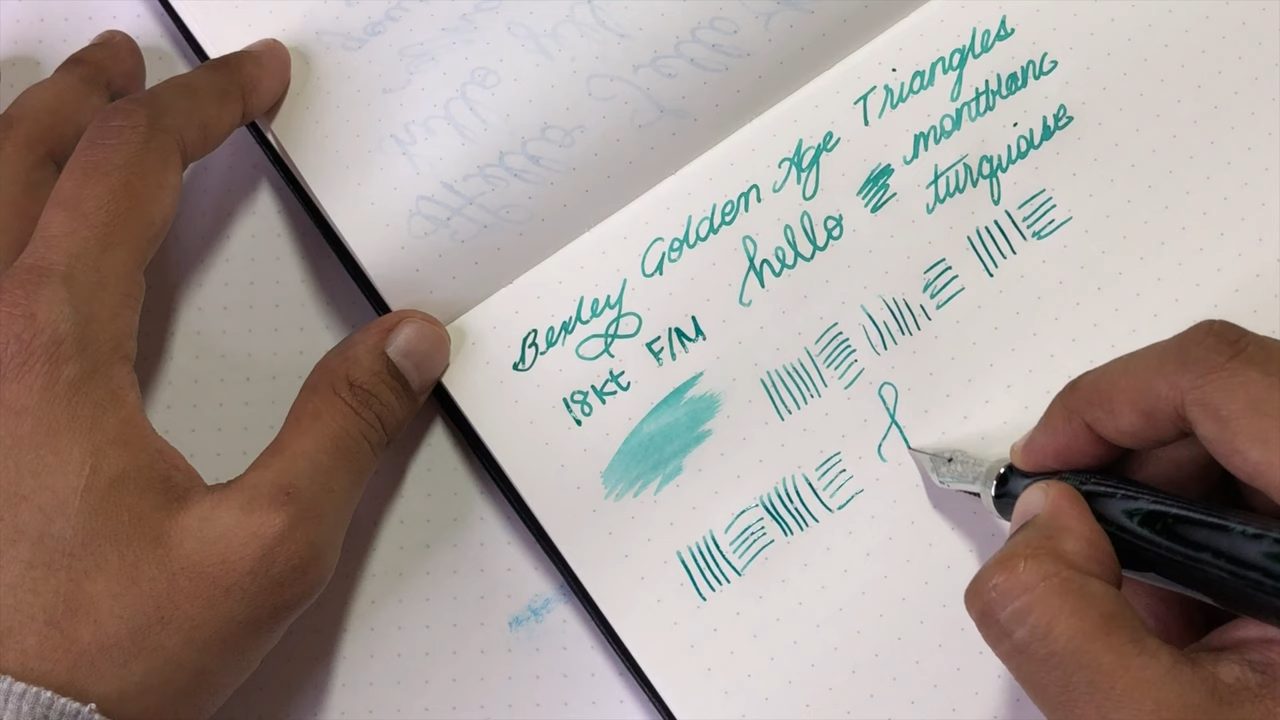 Bexley Golden Age Triangles
18kt F/M hello montblanc
turquoise